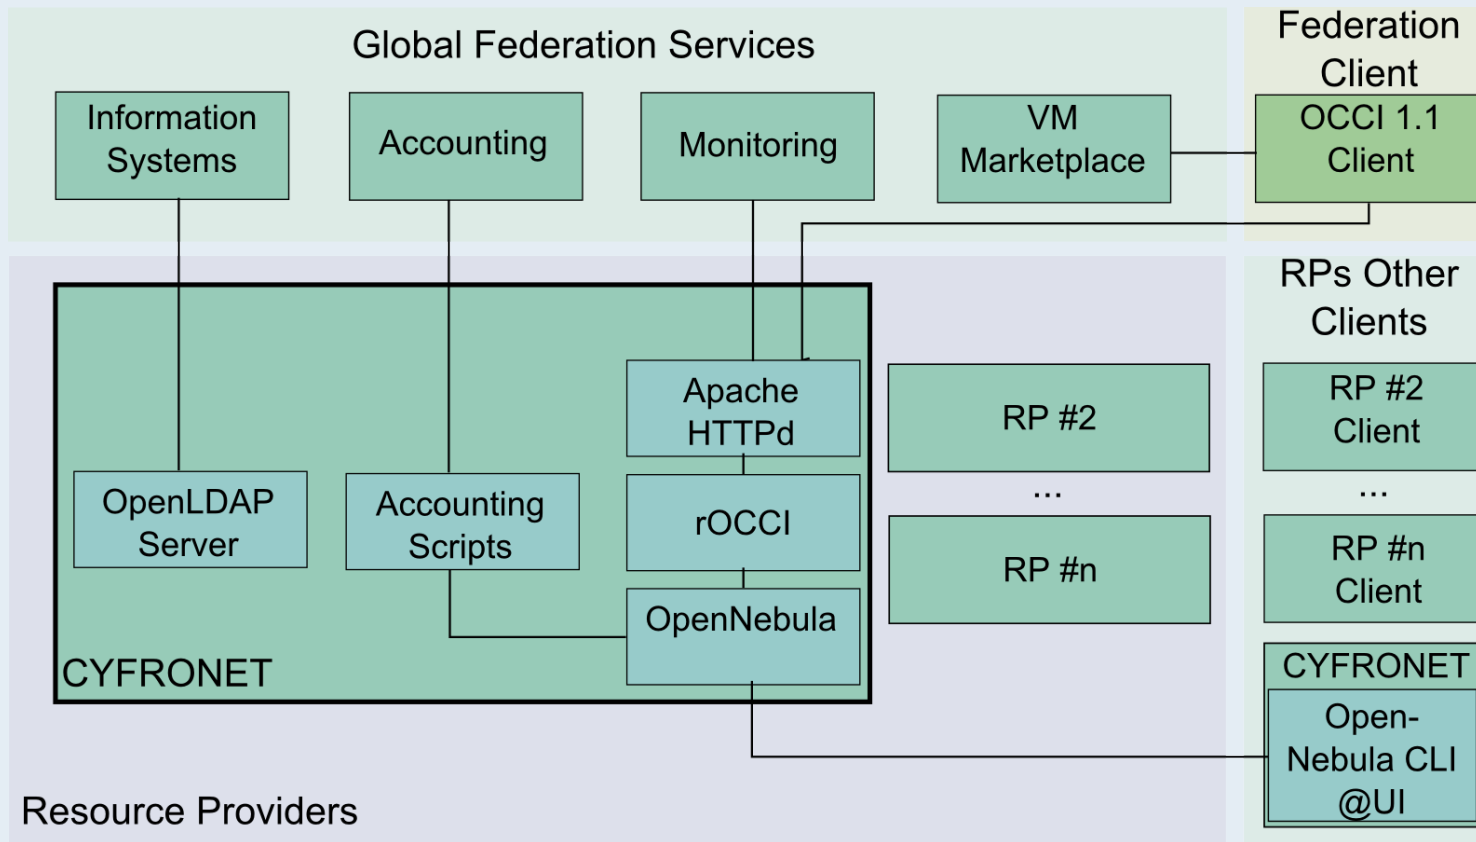 Global Federation Services
Federation
Client
Information
Systems
Accounting
Monitoring
VM
Marketplace
OCCI 1.1
Client
RPs Other
Clients
Apache
HTTPd
RP #2
RP #2
Client
...
...
OpenLDAP
Server
Accounting
Scripts
rOCCI
RP #n
RP #n
Client
OpenNebula
CYFRONET
CYFRONET
Open-
Nebula CLI
@UI
Resource Providers